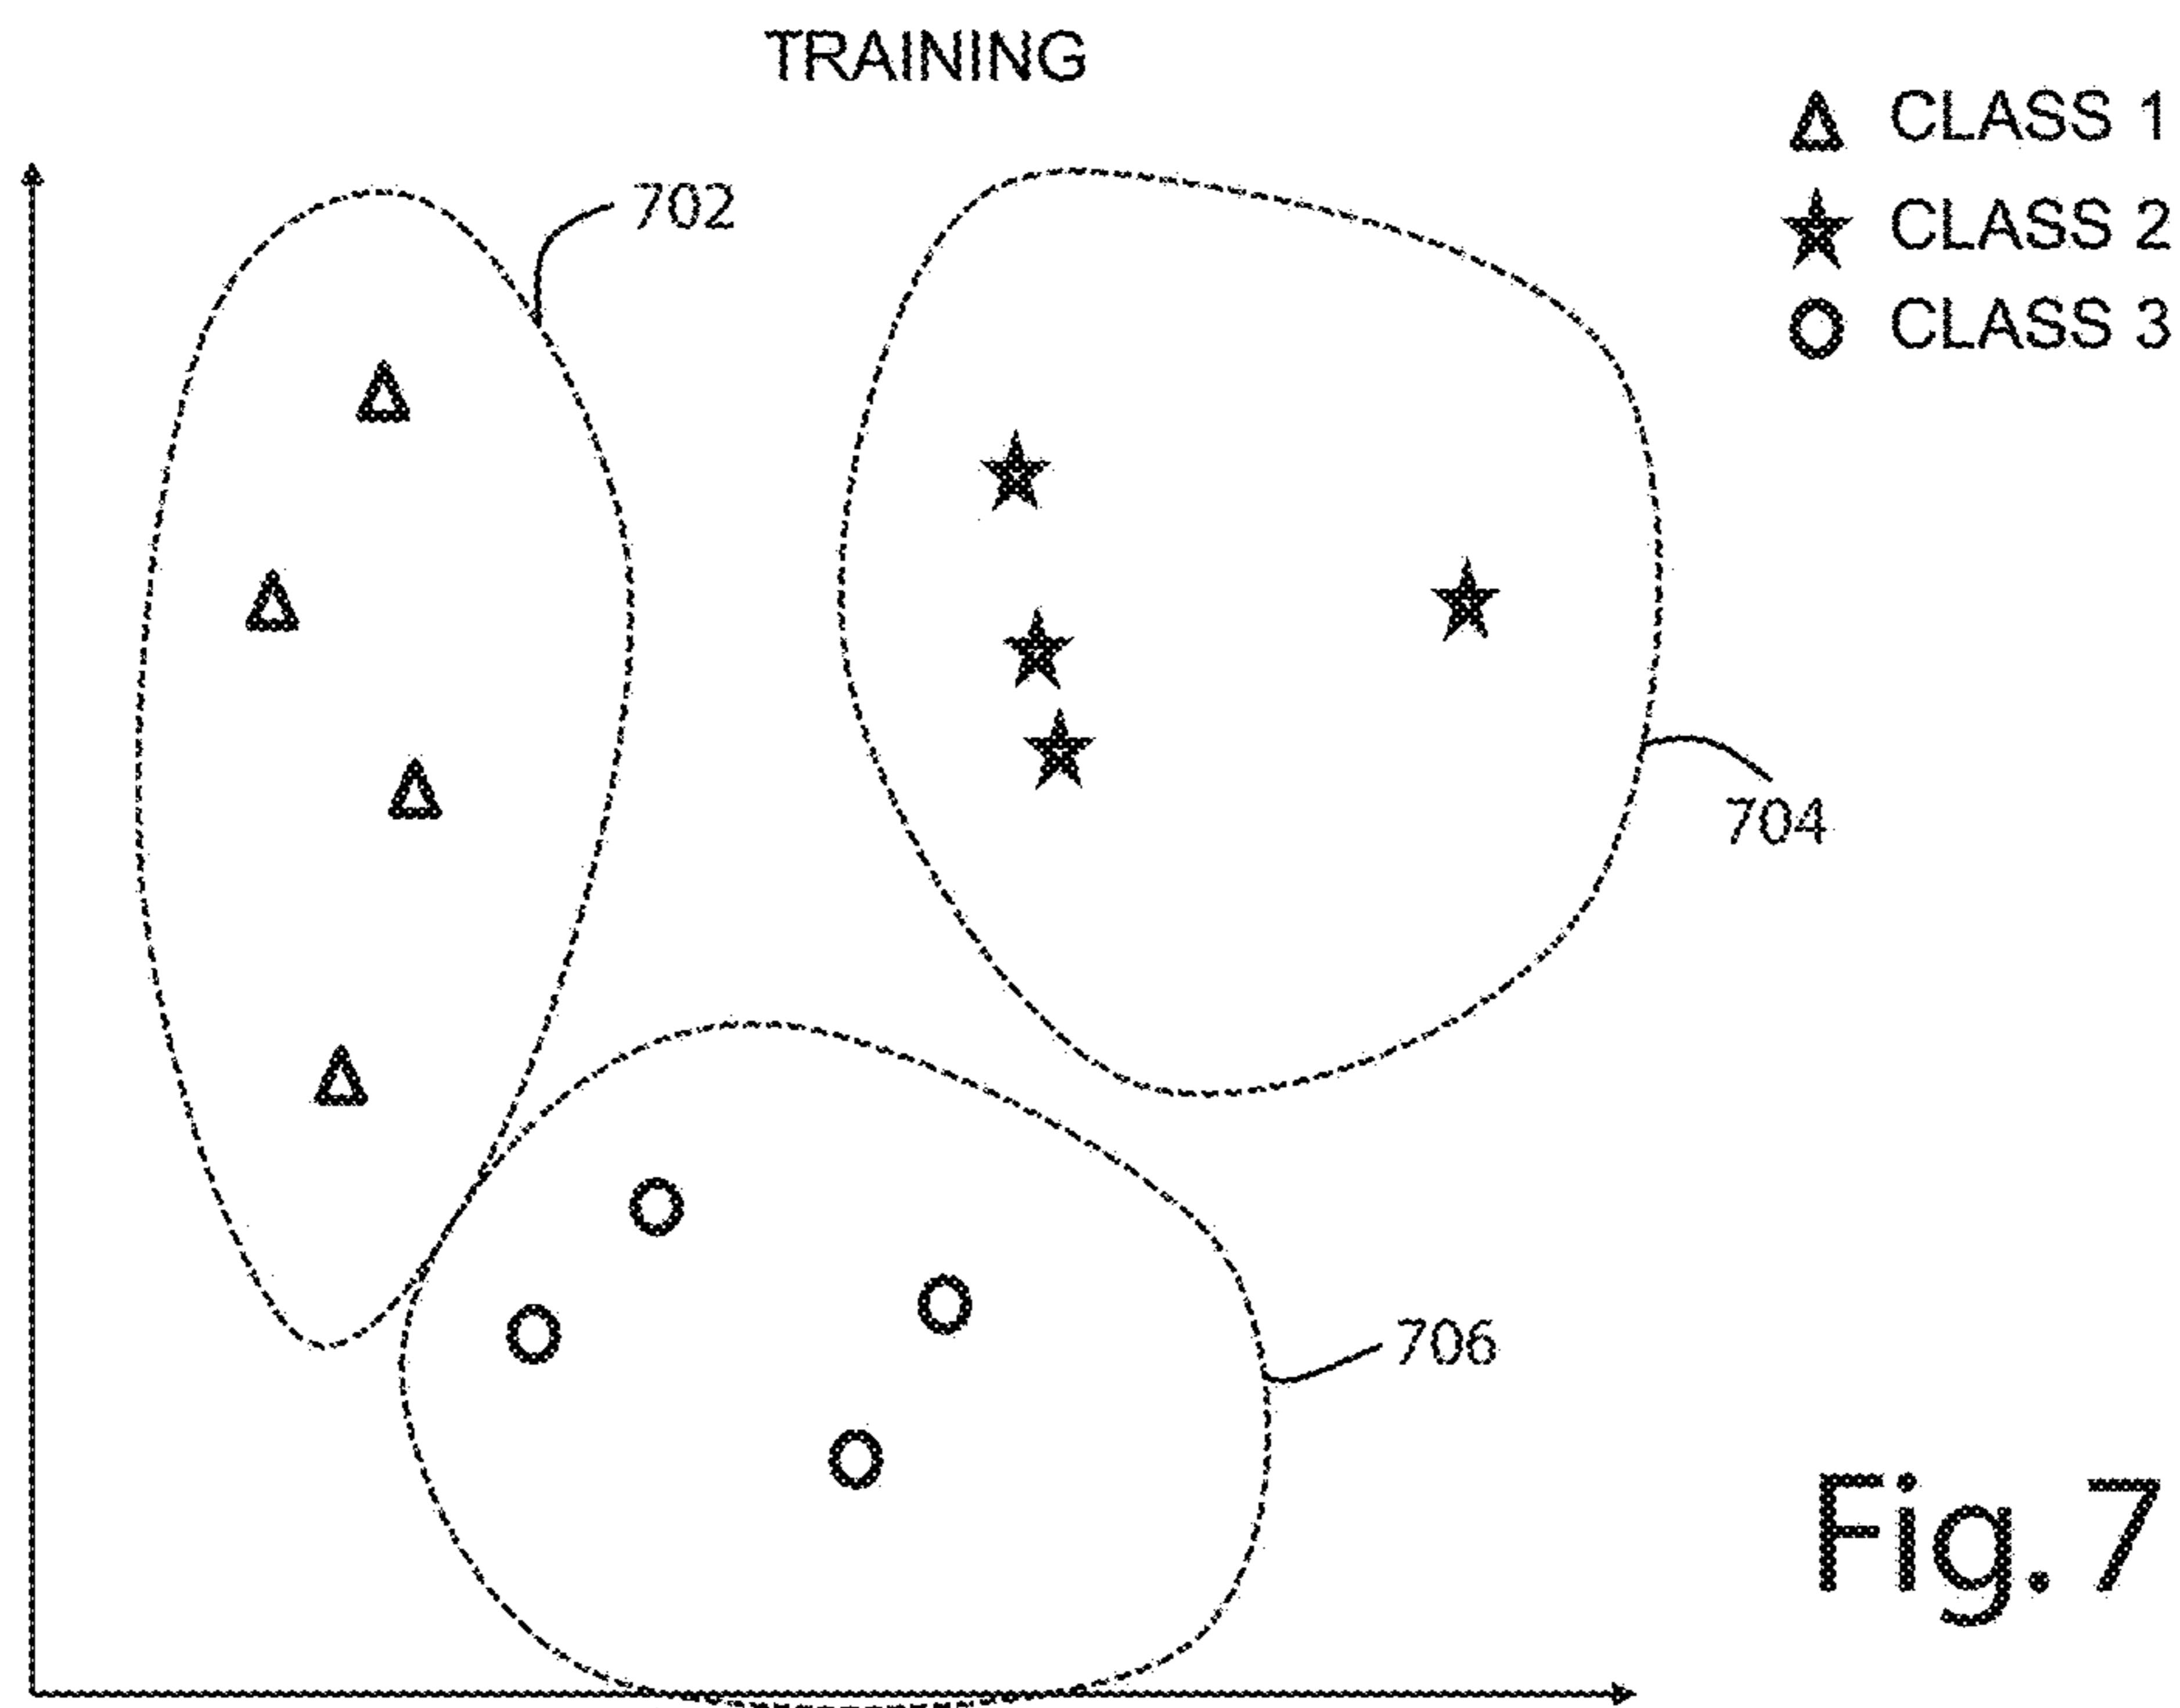 TRAINING
CLASS 1
CLASS 2
CLASS 3
702
704
706
Fig.7